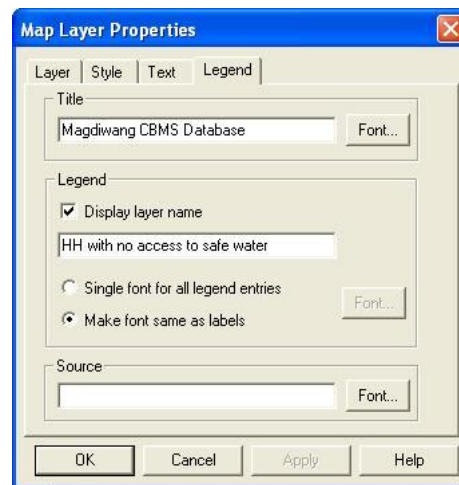 Map Layer Properties
Layer Style Text Legend
Title
Magdiwang CBMS Database Font...
Legend
Display layer name
HH with no access to safe water
Single font for all legend entries
Font...
Make font same as labels
Source
Font...
OK Cancel Apply Help